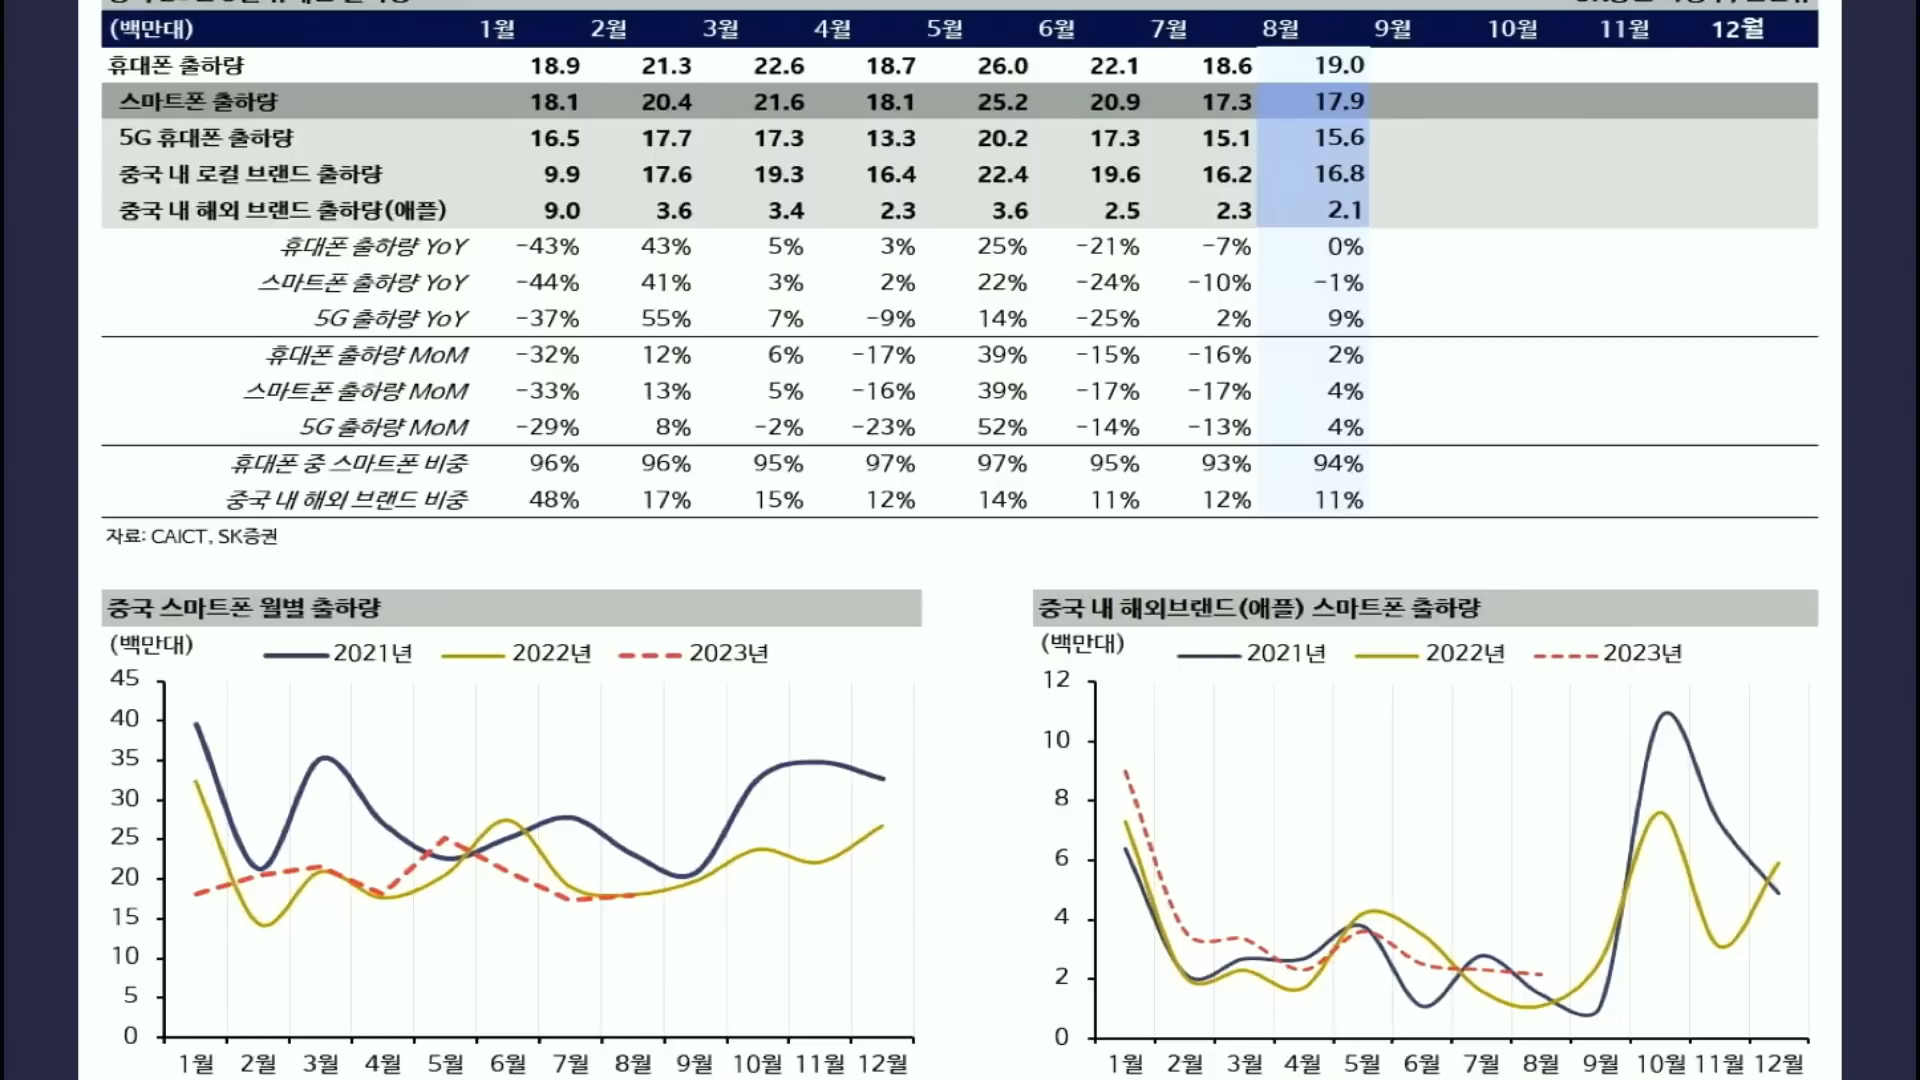 (백만대) 1월 2월 3월 4월 5월 6월 7월 8월 9월 10월 11월 12월
휴대폰 출하량 18.9 21.3 22.6 18.7 26.0 22.1 18.6 19.0
스마트폰 출하량 18.1 20.4 21.6 18.1 25.2 20.9 17.3 17.9
5G 휴대폰 출하량 16.5 17.7 17.3 13.3 20.2 17.3 15.1 15.6
중국 내 로컬 브랜드 출하량 9.9 17.6 19.3 16.4 22.4 19.6 16.2 16.8
중국 내 해외 브랜드 출하량(애플) 9.0 3.6 3.4 2.3 3.6 2.5 2.3 2.1
휴대폰 출하량 YoY -43% 43% 5% 3% 25% -21% -7% 0%
스마트폰 출하량 YoY -44% 41% 3% 2% 22% -24% -10% -1%
5G 출하량 YoY -37% 55% 7% -9% 14% -25% 2% 9%
휴대폰 출하량 MoM -32% 12% 6% -17% 39% -15% -16% 2%
스마트폰 출하량 MoM -33% 13% 5% -16% 39% -17% -17% 4%
5G 출하량 MoM -29% 8% -2% -23% 52% -14% -13% 4%
휴대폰 중 스마트폰 비중 96% 96% 95% 97% 97% 95% 93% 94%
중국 내 해외 브랜드 비중 48% 17% 15% 12% 14% 11% 12% 11%
자료: CAICT, SK증권
중국 스마트폰 월별 출하량
(백만대)
2021년 2022년 2023년
45
40
35
30
25
20
15
10
5
0
1월 2월 3월 4월 5월 6월 7월 8월 9월 10월 11월 12월
중국 내 해외브랜드(애플) 스마트폰 출하량
(백만대)
2021년 2022년 2023년
12
10
8
6
4
2
0
1월 2월 3월 4월 5월 6월 7월 8월 9월 10월 11월 12월